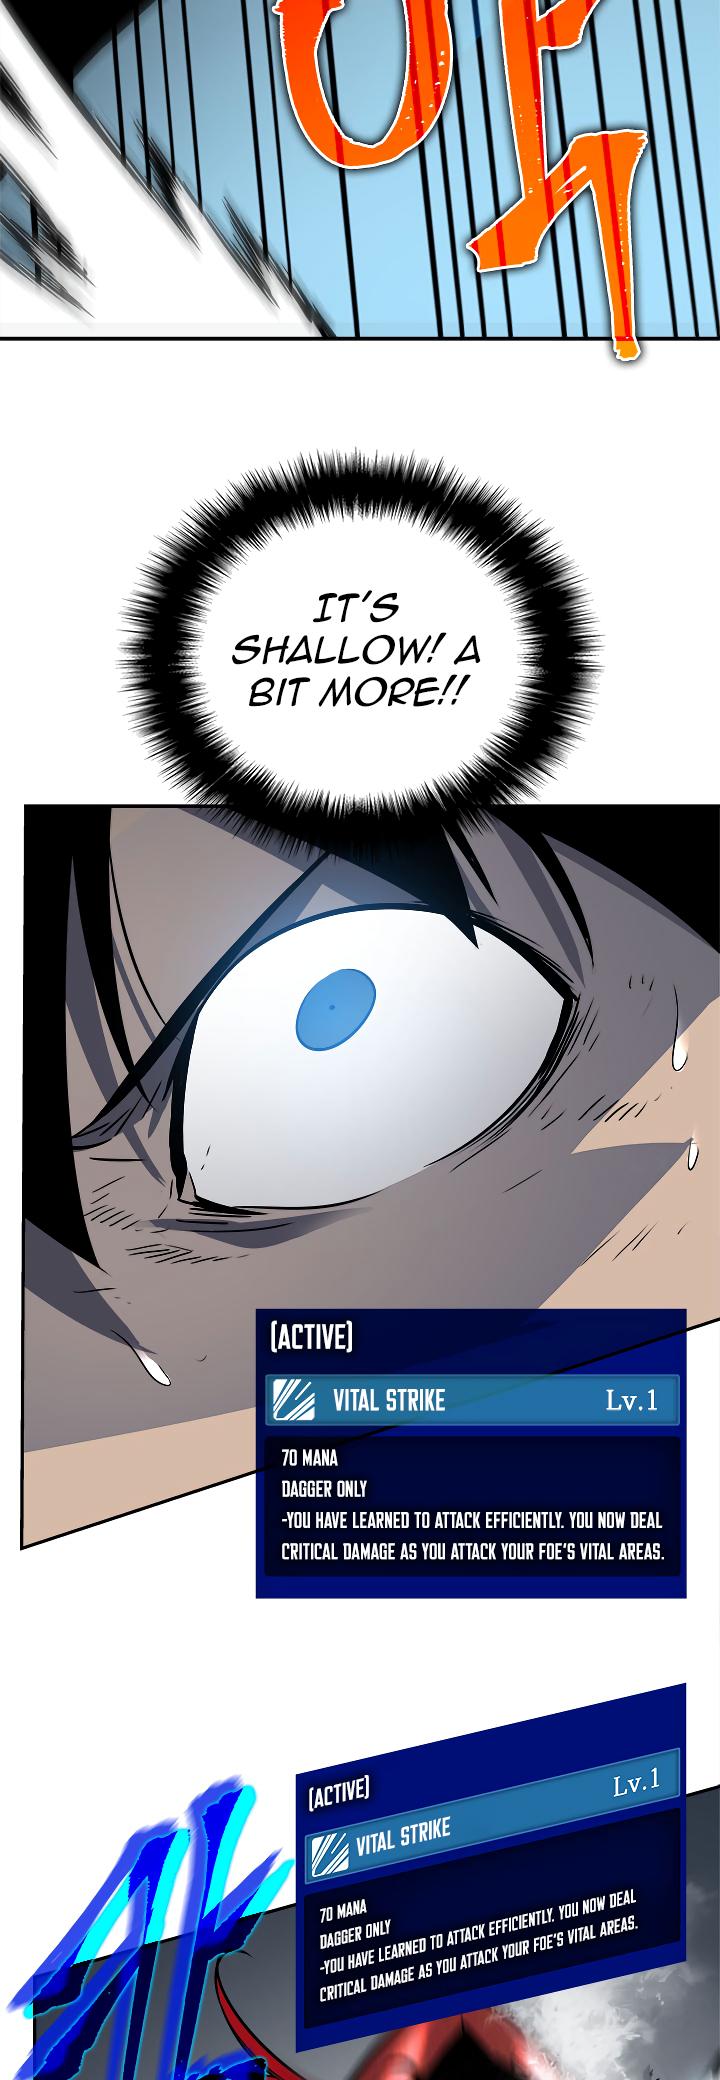 IT'S
SHALLOW! A
BIT MORE!!
[ACTIVE]
VITAL STRIKE Lv.1
70 MANA
DAGGER ONLY
-YOU HAVE LEARNED TO ATTACK EFFICIENTLY. YOU NOW DEAL
CRITICAL DAMAGE AS YOU ATTACK YOUR FOE'S VITAL AREAS.
[ACTIVE]
VITAL STRIKE Lv.1
70 MANA
DAGGER ONLY
-YOU HAVE LEARNED TO ATTACK EFFICIENTLY. YOU NOW DEAL
CRITICAL DAMAGE AS YOU ATTACK YOUR FOE'S VITAL AREAS.